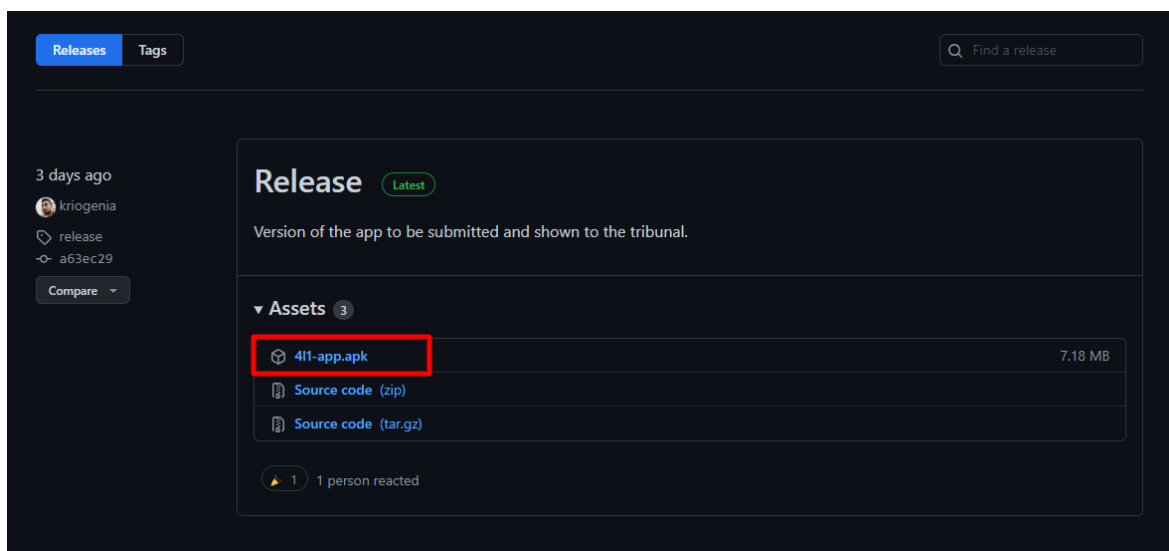 Releases Tags
Find a release
3 days ago
kriogenia
release
a63ec29
Compare
Release Latest
Version of the app to be submitted and shown to the tribunal.
Assets 3
4l1-app.apk 7.18 MB
Source code (zip)
Source code (tar.gz)
1 1 person reacted